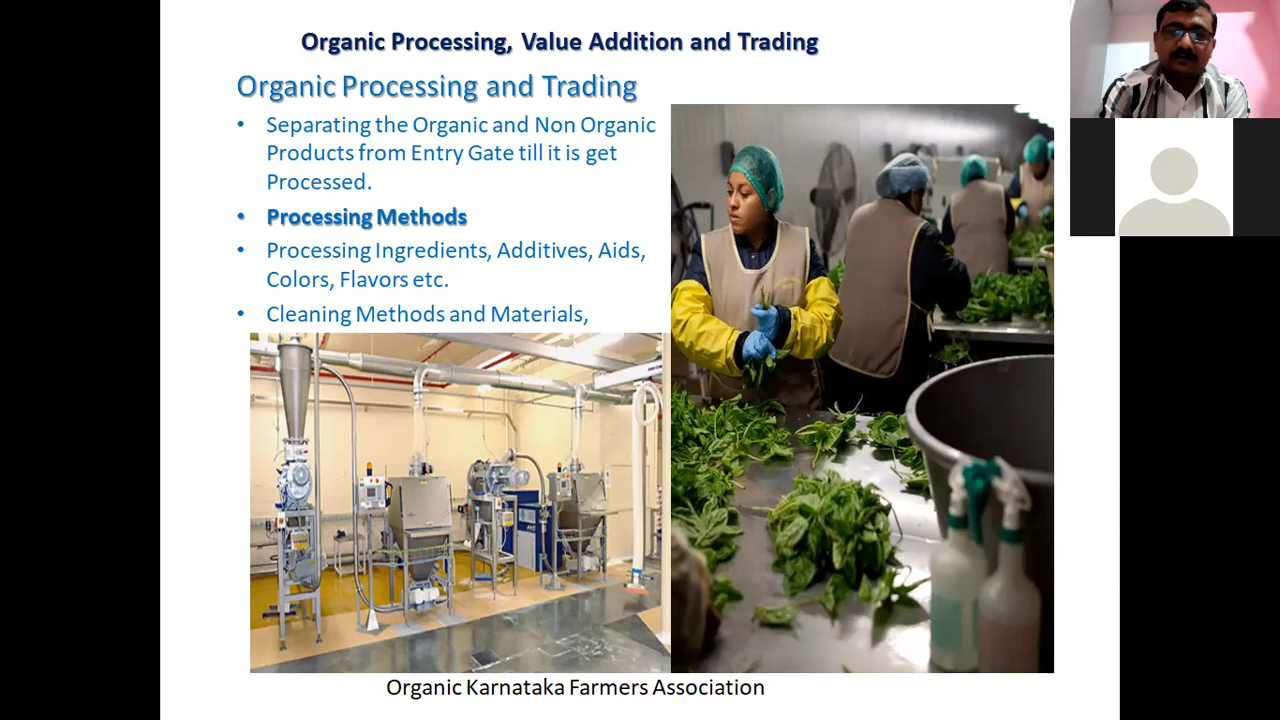 Organic Processing, Value Addition and Trading
Organic Processing and Trading
• Separating the Organic and Non Organic
Products from Entry Gate till it is get
Processed.
• Processing Methods
• Processing Ingredients, Additives, Aids,
Colors, Flavors etc.
• Cleaning Methods and Materials,
Organic Karnataka Farmers Association